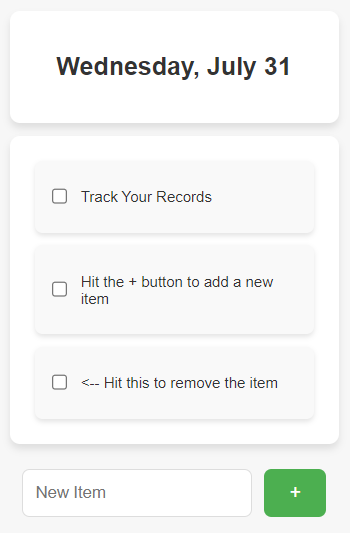 Wednesday, July 31
Track Your Records
Hit the + button to add a new
item
<-- Hit this to remove the item
New Item
+